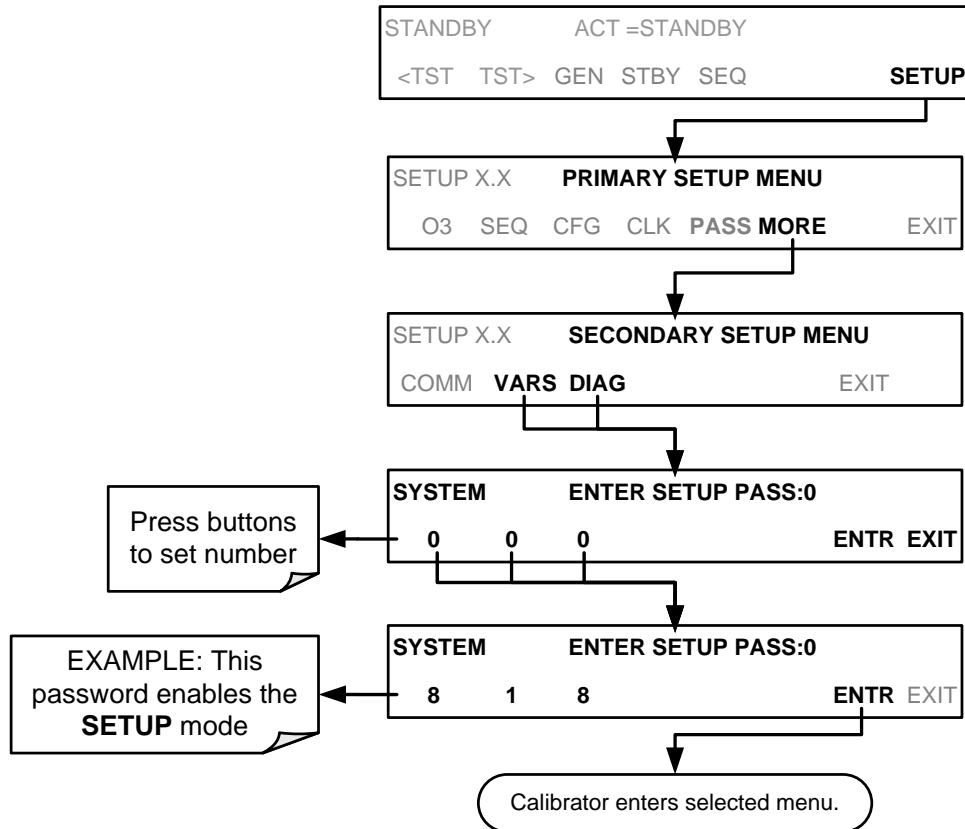 STANDBY ACT =STANDBY
<TST TST> GEN STBY SEQ SETUP
SETUP X.X PRIMARY SETUP MENU
O3 SEQ CFG CLK PASS MORE EXIT
SETUP X.X SECONDARY SETUP MENU
COMM VARS DIAG EXIT
SYSTEM ENTER SETUP PASS:0
0 0 0 ENTR EXIT
Press buttons
to set number
SYSTEM ENTER SETUP PASS:0
8 1 8 ENTR EXIT
EXAMPLE: This
password enables the
SETUP mode
Calibrator enters selected menu.